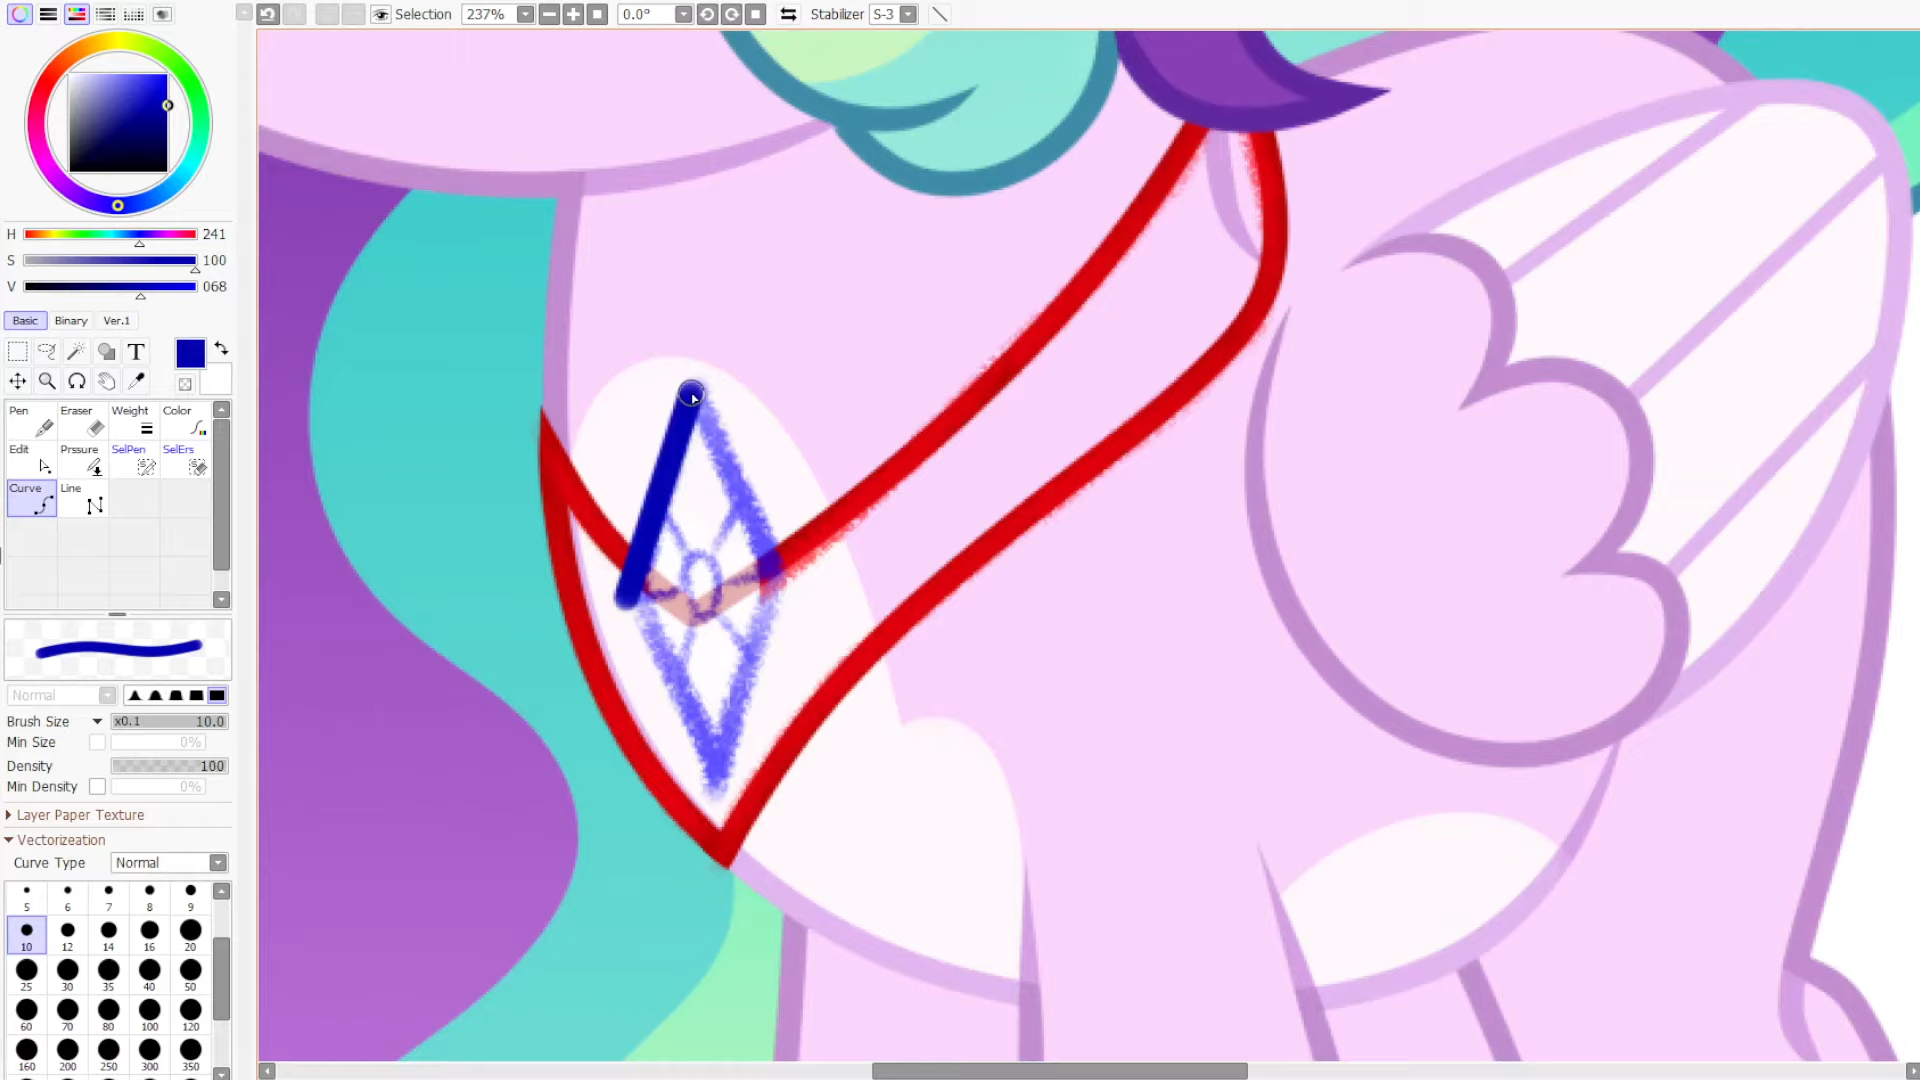 Selection 237% 0.0° Stabilizer S-3
H 241
S 100
V 068
Basic Binary Ver.1
T
Pen Eraser Weight Color
Edit Prssure SelPen SelErs
Curve Line
Normal
Brush Size x0.1 10.0
Min Size 0%
Density 100
Min Density 0%
Layer Paper Texture
Vectorizeation
Curve Type Normal
5 6 7 8 9
10 12 14 16 20
25 30 35 40 50
60 70 80 100 120
160 200 250 300 350